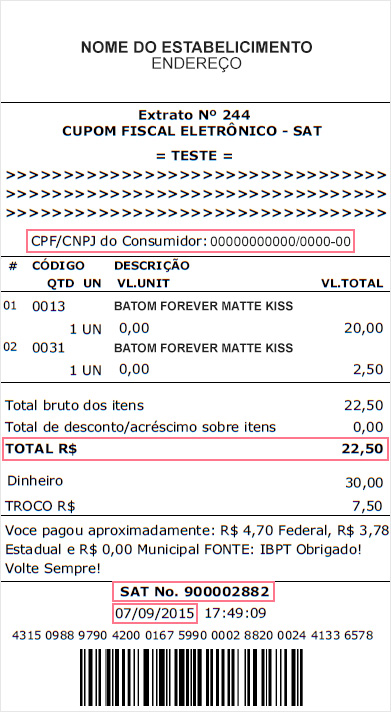 NOME DO ESTABELICIMENTO
ENDEREÇO
Extrato Nº 244
CUPOM FISCAL ELETRÔNICO - SAT
= TESTE =
>>>>>>>>>>>>>>>>>>>>>>>>>>>>>>
>>>>>>>>>>>>>>>>>>>>>>>>>>>>>>
>>>>>>>>>>>>>>>>>>>>>>>>>>>>>>
CPF/CNPJ do Consumidor: 00000000000/0000-00
# CÓDIGO DESCRIÇÃO
QTD UN VL.UNIT VL.TOTAL
01 0013 BATOM FOREVER MATTE KISS
1 UN 0,00 20,00
02 0031 BATOM FOREVER MATTE KISS
1 UN 0,00 2,50
Total bruto dos itens 22,50
Total de desconto/acréscimo sobre itens 0,00
TOTAL R$ 22,50
Dinheiro 30,00
TROCO R$ 7,50
Voce pagou aproximadamente: R$ 4,70 Federal, R$ 3,78
Estadual e R$ 0,00 Municipal FONTE: IBPT Obrigado!
Volte Sempre!
SAT No. 900002882
07/09/2015 17:49:09
4315 0988 9790 4200 0167 5990 0002 8820 0024 4133 6578